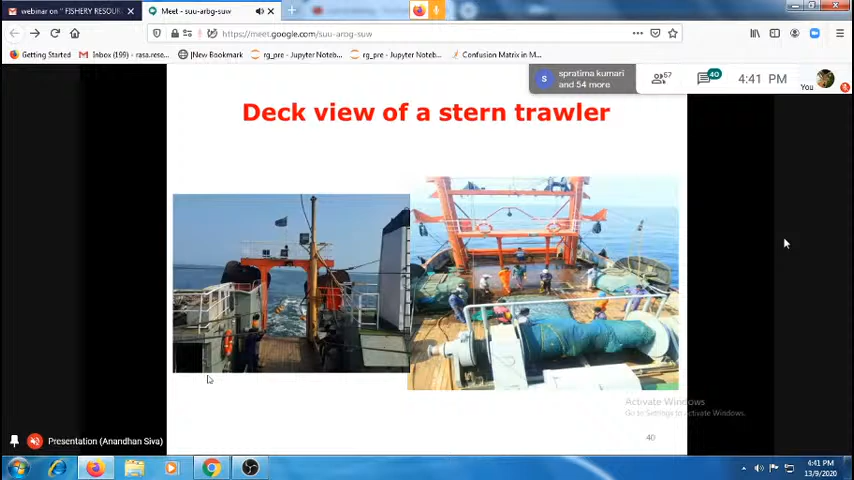 webinar on " FISHERY RESOUR
Meet - suu-arbg-suw
https://meet.google.com/suu-arbg-suw
Getting Started
Inbox (199) - rasa.rese...
|New Bookmark
rg_pre - Jupyter Noteb...
rg_pre - Jupyter Noteb...
Confusion Matrix in M...
S
spratima kumari
and 54 more
57
40
4:41 PM
You
Deck view of a stern trawler
Activate Windows
Go to Settings to Activate Windows.
40
Presentation (Anandhan Siva)
4:41 PM
13/9/2020